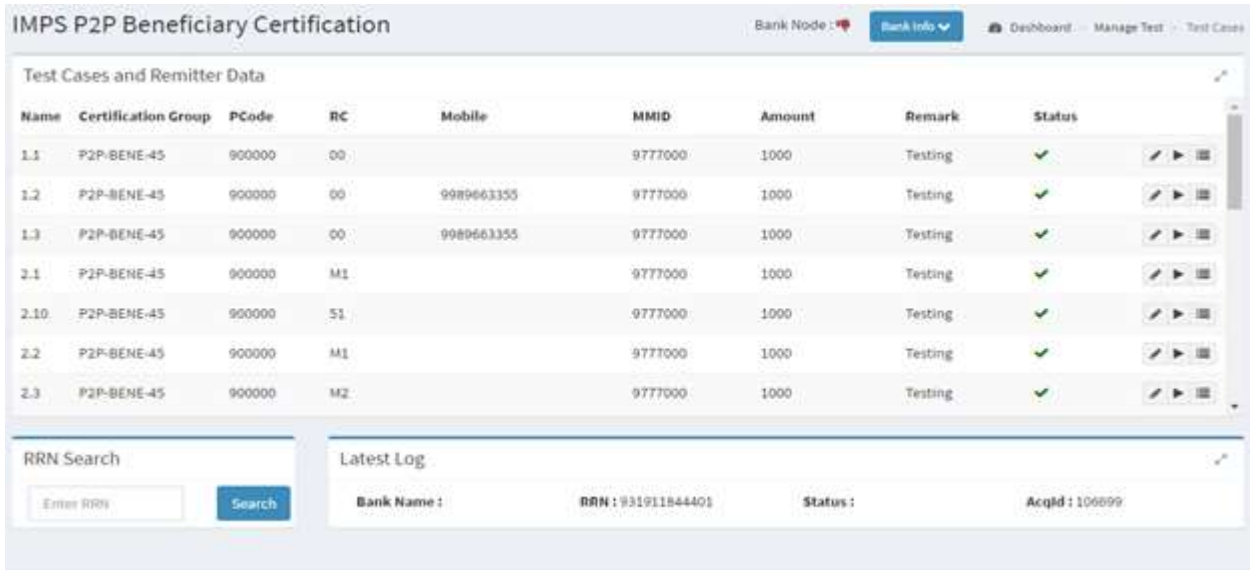 IMPS P2P Beneficiary Certification Bank Node : Bank Info Dashboard Manage Test Test Cases
Test Cases and Remitter Data
Name Certification Group PCode RC Mobile MMID Amount Remark Status
1.1 P2P-BENE-45 900000 00 9777000 1000 Testing
1.2 P2P-BENE-45 900000 00 9989663355 9777000 1000 Testing
1.3 P2P-BENE-45 900000 00 9989663355 9777000 1000 Testing
2.1 P2P-BENE-45 900000 M1 9777000 1000 Testing
2.10 P2P-BENE-45 900000 51 9777000 1000 Testing
2.2 P2P-BENE-45 900000 M1 9777000 1000 Testing
2.3 P2P-BENE-45 900000 M2 9777000 1000 Testing
RRN Search Latest Log
Enter RRN Search Bank Name : RRN : 931911844401 Status : AcqId : 106699